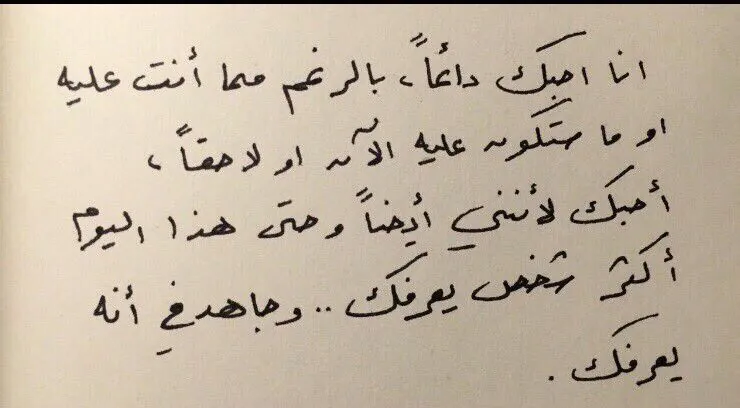 انا احبك دائماً، بالرغم مما أنت عليه
او ما ستكون عليه الآن او لاحقاً،
أحبك لأنني أيضاً وحتى هذا اليوم
أكثر شخص يعرفك .. وجاهد في أنه
يعرفك .